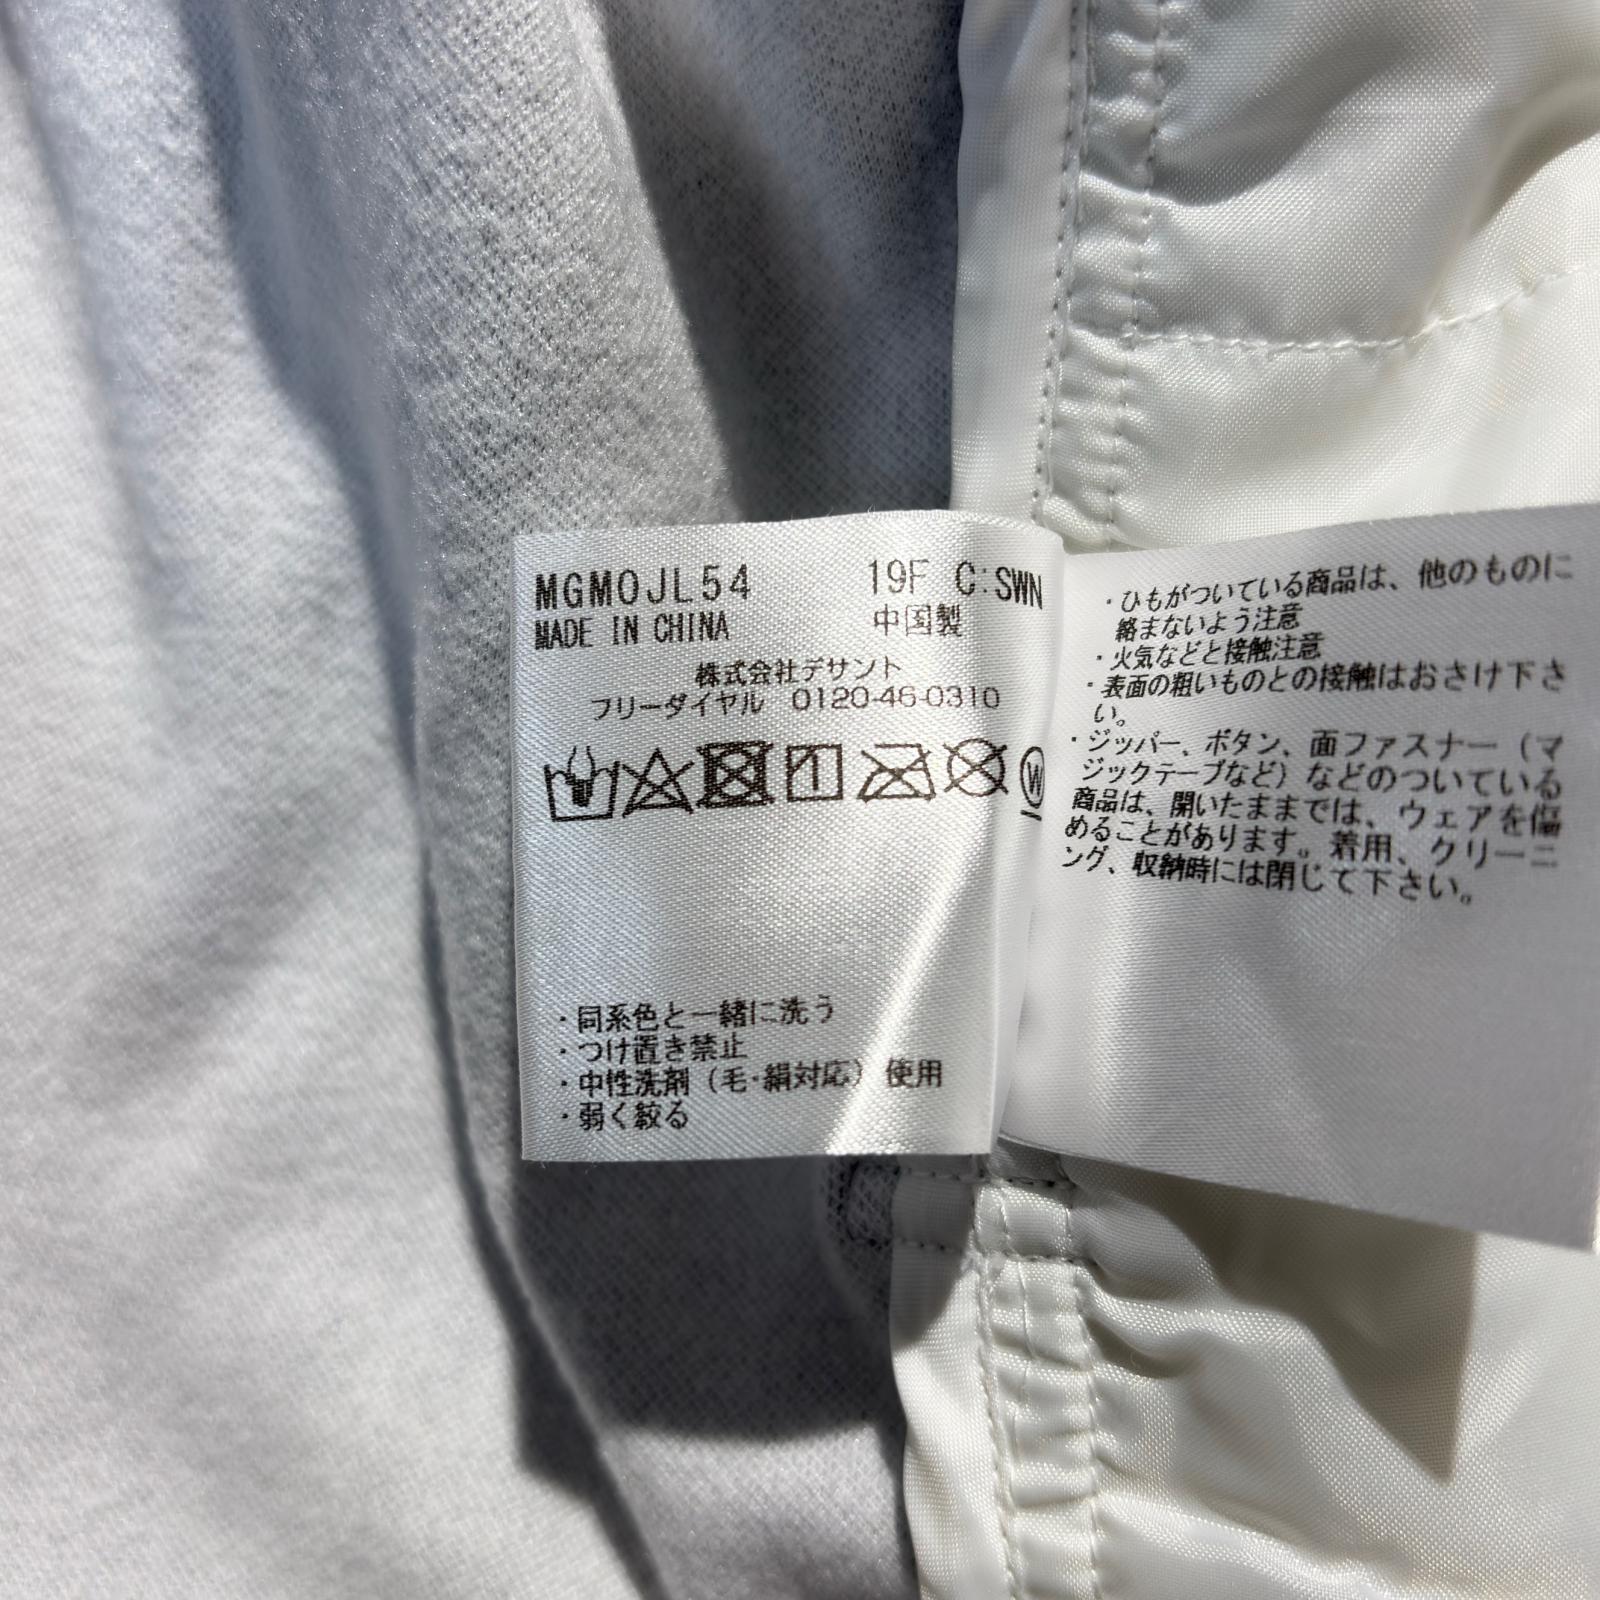 MGMOJL54 19F C:SWN
MADE IN CHINA 中国製
株式会社デサント
フリーダイヤル 0120-46-0310
W
・同系色と一緒に洗う
・つけ置き禁止
・中性洗剤（毛・絹対応）使用
・弱く絞る
・ひもがついている商品は、他のものに
絡まないよう注意
・火気などと接触注意
・表面の粗いものとの接触はおさけ下さ
い。
・ジッパー、ボタン、面ファスナー（マ
ジックテープなど）などのついている
商品は、開いたままでは、ウェアを傷
めることがあります。着用、クリーニ
ング、収納時には閉じて下さい。